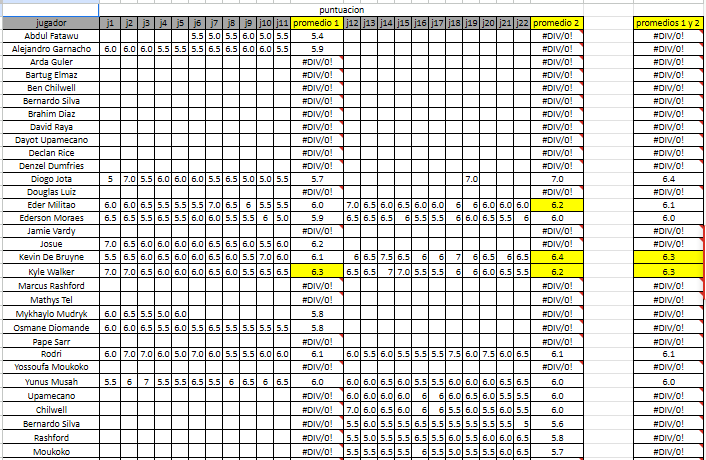 puntuacion
jugador j1 j2 j3 j4 j5 j6 j7 j8 j9 j10 j11 promedio 1 j12 j13 j14 j15 j16 j17 j18 j19 j20 j21 j22 promedio 2 promedios 1 y 2
Abdul Fatawu 5.5 5.0 5.5 6.0 5.0 5.5 5.4 #DIV/0! #DIV/0!
Alejandro Garnacho 6.0 6.0 6.0 5.5 5.5 5.5 6.5 6.5 6.0 5.5 5.5 5.9 #DIV/0! #DIV/0!
Arda Guler #DIV/0! #DIV/0! #DIV/0!
Bartug Elmaz #DIV/0! #DIV/0! #DIV/0!
Ben Chilwell #DIV/0! #DIV/0! #DIV/0!
Bernardo Silva #DIV/0! #DIV/0! #DIV/0!
Brahim Diaz #DIV/0! #DIV/0! #DIV/0!
David Raya #DIV/0! #DIV/0! #DIV/0!
Dayot Upamecano #DIV/0! #DIV/0! #DIV/0!
Declan Rice #DIV/0! #DIV/0! #DIV/0!
Denzel Dumfries #DIV/0! #DIV/0! #DIV/0!
Diogo Jota 5 7.0 5.5 6.0 6.0 6.0 5.5 6.5 5.0 5.0 5.5 5.7 7.0 7.0 6.4
Douglas Luiz #DIV/0! #DIV/0! #DIV/0!
Eder Militao 6.0 6.0 6.5 5.5 5.5 5.5 7.0 6.5 6 5.5 5.5 6.0 7.0 6.5 6.0 6.5 6.0 6.0 6 6 6.0 6.0 6.0 6.2 6.1
Ederson Moraes 6.5 6.5 5.5 6.5 5.5 6.0 6.0 5.5 5.5 6 5.0 5.9 6.5 6.5 6.5 6 5.5 5.5 6 6.0 6.5 5.5 6 6.0 6.0
Jamie Vardy #DIV/0! #DIV/0! #DIV/0!
Josue 7.0 6.5 6.0 6.0 6.0 6.0 6.5 6.5 6.0 5.5 6.0 6.2 #DIV/0! #DIV/0!
Kevin De Bruyne 5.5 6.5 6.0 6.5 6.0 6.5 6.0 6.0 5.5 7.0 6.0 6.1 6 6.5 7.5 6.5 6 6 7 6 6.5 6 6.5 6.4 6.3
Kyle Walker 7.0 7.0 6.5 6.0 6.0 6.0 6.5 6.0 5.5 6.5 6.5 6.3 6.5 6.5 7 7.0 5.5 5.5 6 6 6.0 6.5 5.5 6.2 6.3
Marcus Rashford #DIV/0! #DIV/0! #DIV/0!
Mathys Tel #DIV/0! #DIV/0! #DIV/0!
Mykhaylo Mudryk 6.0 6.5 5.5 5.0 6.0 5.8 #DIV/0! #DIV/0!
Osmane Diomande 6.0 6.0 6.5 5.5 6.0 5.5 6.5 5.5 5.5 5.5 5.5 5.8 #DIV/0! #DIV/0!
Pape Sarr #DIV/0! #DIV/0! #DIV/0!
Rodri 6.0 7.0 7.0 6.0 5.0 7.0 6.0 5.5 5.5 6.0 6.0 6.1 6.0 5.5 6.0 5.5 5.5 5.5 7.5 6.0 7.5 6.0 6.5 6.1 6.1
Yossoufa Moukoko #DIV/0! #DIV/0! #DIV/0!
Yunus Musah 5.5 6 7 5.5 5.5 6.5 5.5 6 6.5 6 6.5 6.0 6.0 6.0 6.5 6.0 5.5 5.5 6.0 6.0 6.0 6.5 5.5 6.0 6.0
Upamecano #DIV/0! 6.0 6.5 6.0 6.0 6 6 6.0 6.5 6.0 5.5 6.0 6.0 #DIV/0!
Chilwell #DIV/0! 7.0 6.0 6.5 6.0 6 6 5.5 6.0 5.5 6.0 5.5 6.0 #DIV/0!
Bernardo Silva #DIV/0! 5.5 6.0 5.5 5.5 5.5 5.5 6.5 5.5 5.5 5.5 5 5.6 #DIV/0!
Rashford #DIV/0! 5.5 5.0 5.5 5.5 6.5 5.5 6.0 5.5 6.0 6.0 6.5 5.8 #DIV/0!
Moukoko #DIV/0! 5.5 5.5 6.5 5.5 6 5.5 5.0 5.5 5.5 6.0 5.5 5.7 #DIV/0!